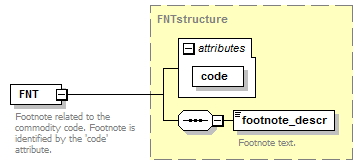 FNTstructure
attributes
code
FNT
Footnote related to the
commodity code. Footnote is
identified by the 'code'
attribute.
footnote_descr
Footnote text.